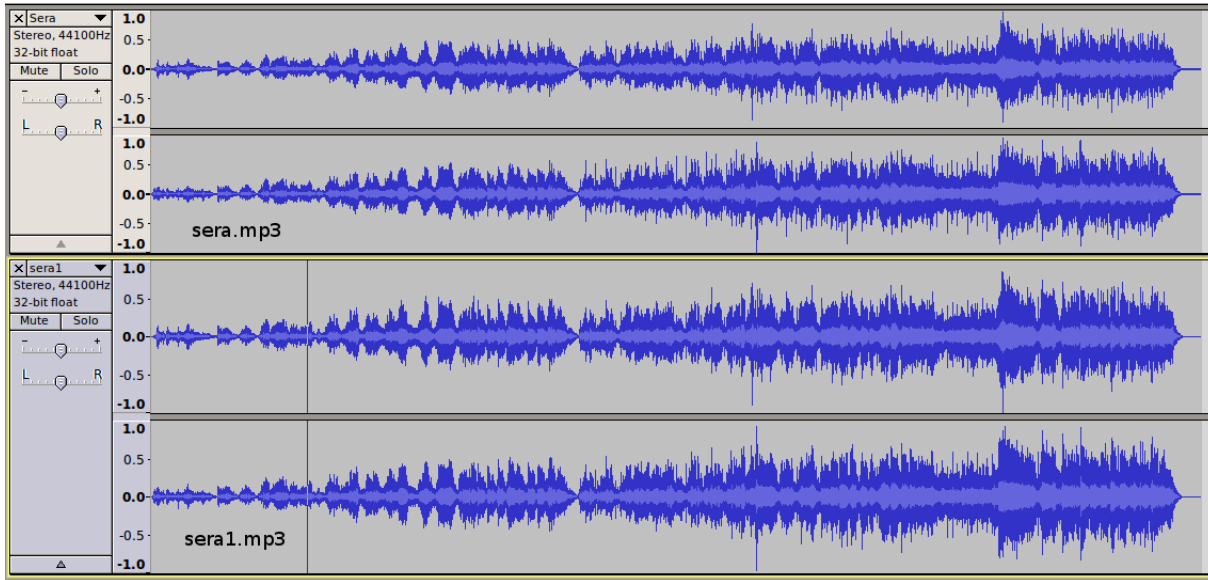 × Sera ▼
Stereo, 44100Hz
32-bit float
Mute Solo
- +
L R
1.0
0.5
0.0
-0.5
-1.0
1.0
0.5
0.0
-0.5
-1.0
sera.mp3
× sera1 ▼
Stereo, 44100Hz
32-bit float
Mute Solo
- +
L R
1.0
0.5
0.0
-0.5
-1.0
1.0
0.5
0.0
-0.5
-1.0
sera1.mp3